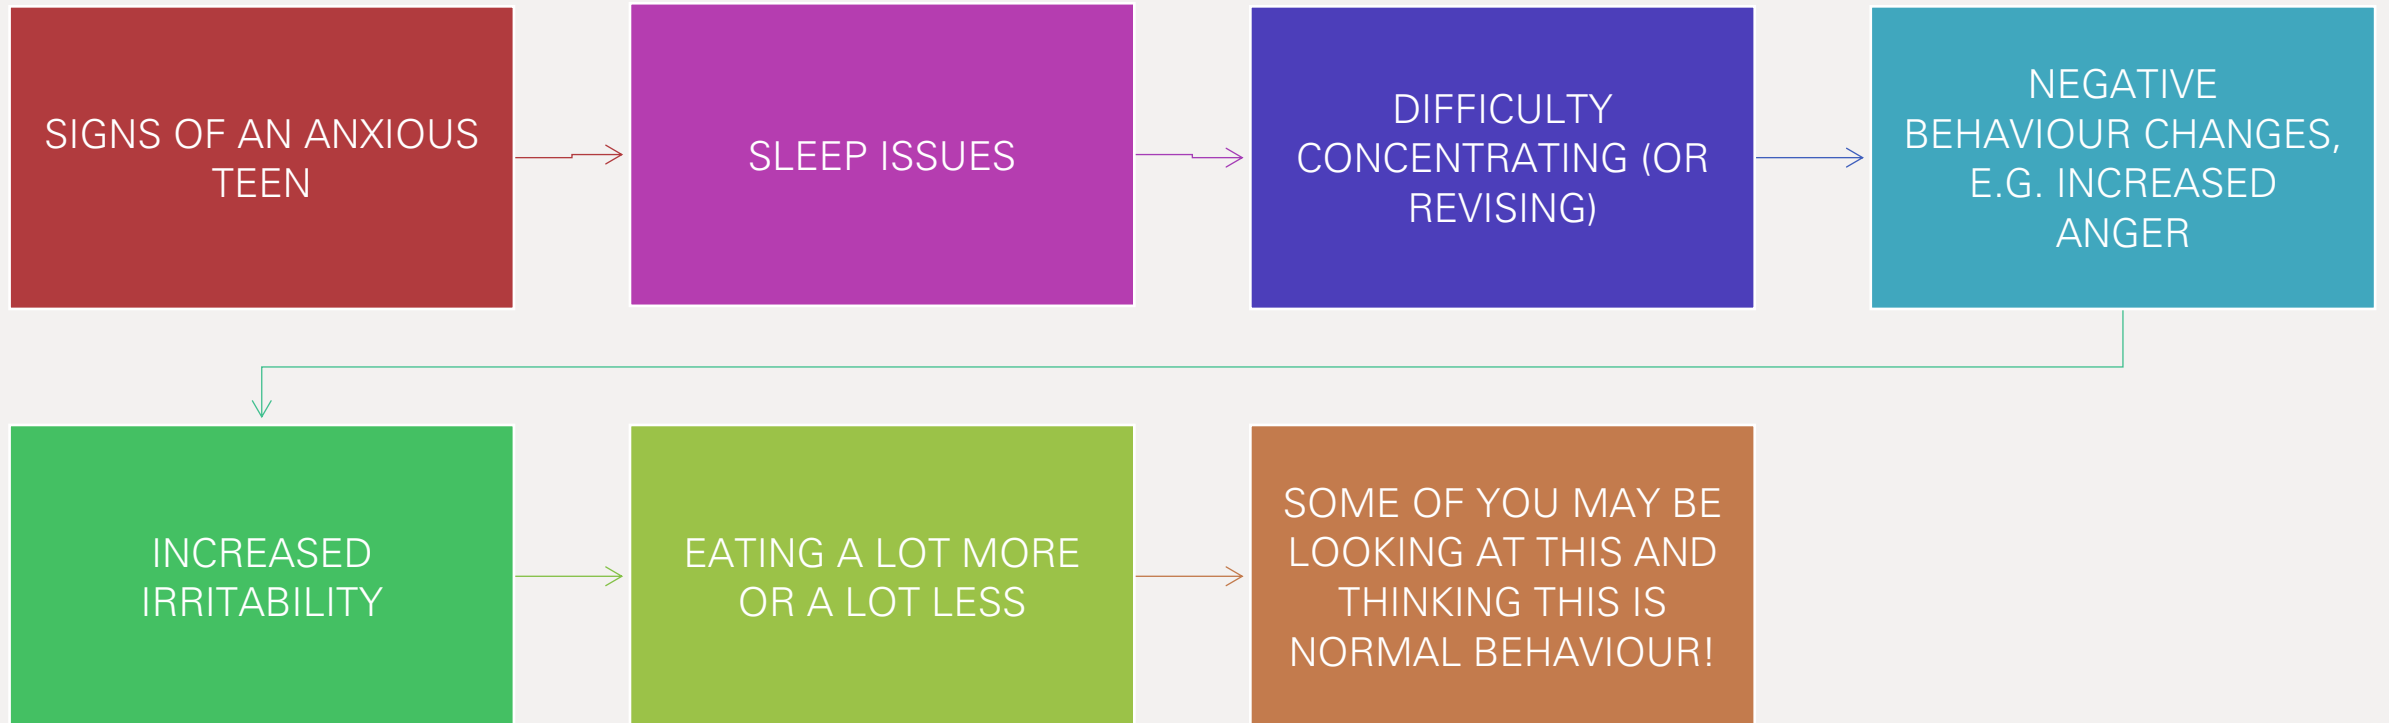 SIGNS OF AN ANXIOUS
TEEN
SLEEP ISSUES
DIFFICULTY
CONCENTRATING (OR
REVISING)
NEGATIVE
BEHAVIOUR CHANGES,
E.G. INCREASED
ANGER
INCREASED
IRRITABILITY
EATING A LOT MORE
OR A LOT LESS
SOME OF YOU MAY BE
LOOKING AT THIS AND
THINKING THIS IS
NORMAL BEHAVIOUR!